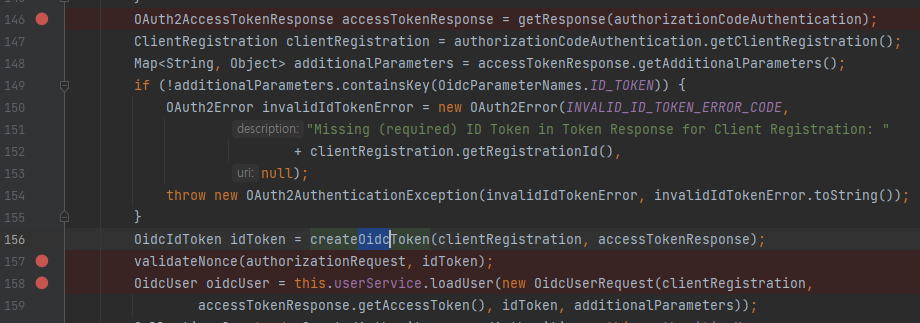 146 OAuth2AccessTokenResponse accessTokenResponse = getResponse(authorizationCodeAuthentication);
147 ClientRegistration clientRegistration = authorizationCodeAuthentication.getClientRegistration();
148 Map<String, Object> additionalParameters = accessTokenResponse.getAdditionalParameters();
149 if (!additionalParameters.containsKey(OidcParameterNames.ID_TOKEN)) {
150 OAuth2Error invalidIdTokenError = new OAuth2Error(INVALID_ID_TOKEN_ERROR_CODE,
151 description: "Missing (required) ID Token in Token Response for Client Registration: "
152 + clientRegistration.getRegistrationId(),
153 uri: null);
154 throw new OAuth2AuthenticationException(invalidIdTokenError, invalidIdTokenError.toString());
155 }
156 OidcIdToken idToken = createOidcToken(clientRegistration, accessTokenResponse);
157 validateNonce(authorizationRequest, idToken);
158 OidcUser oidcUser = this.userService.loadUser(new OidcUserRequest(clientRegistration,
159 accessTokenResponse.getAccessToken(), idToken, additionalParameters));